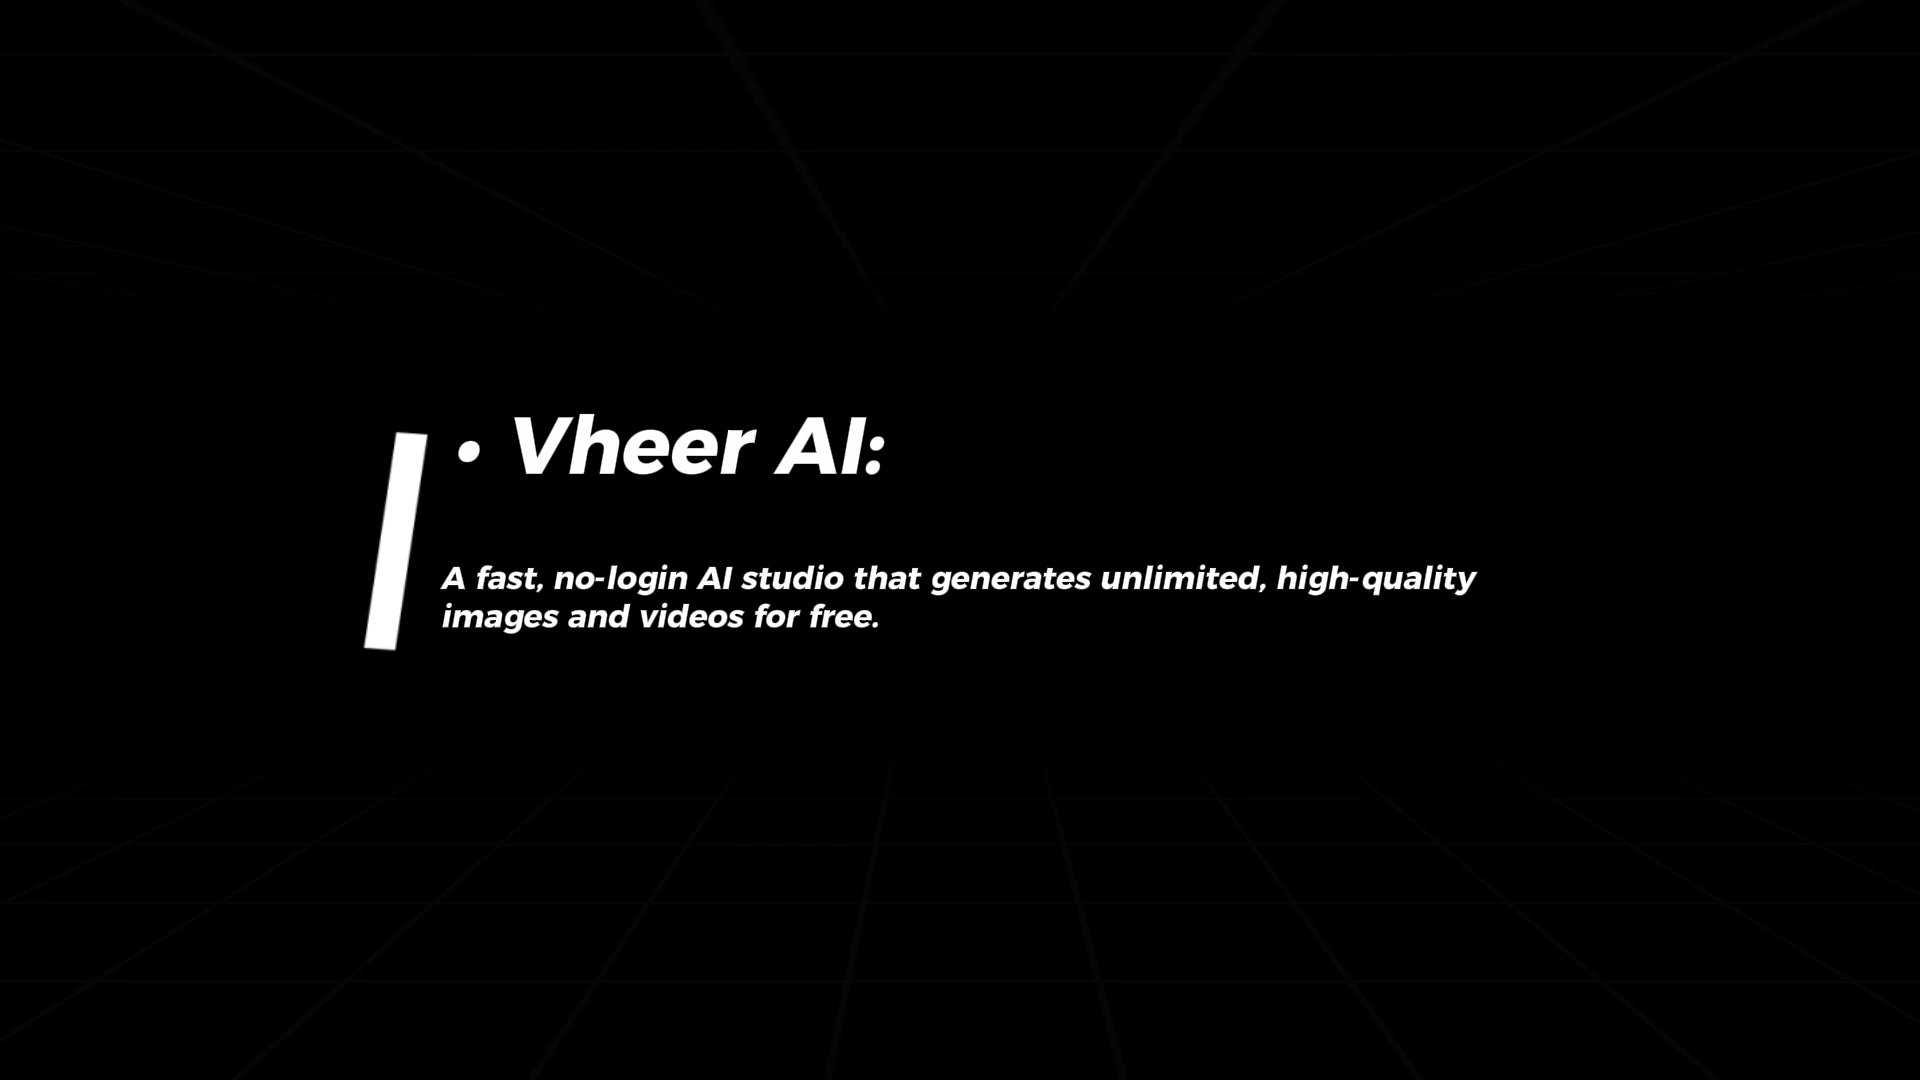 • Vheer AI:
A fast, no-login AI studio that generates unlimited, high-quality
images and videos for free.